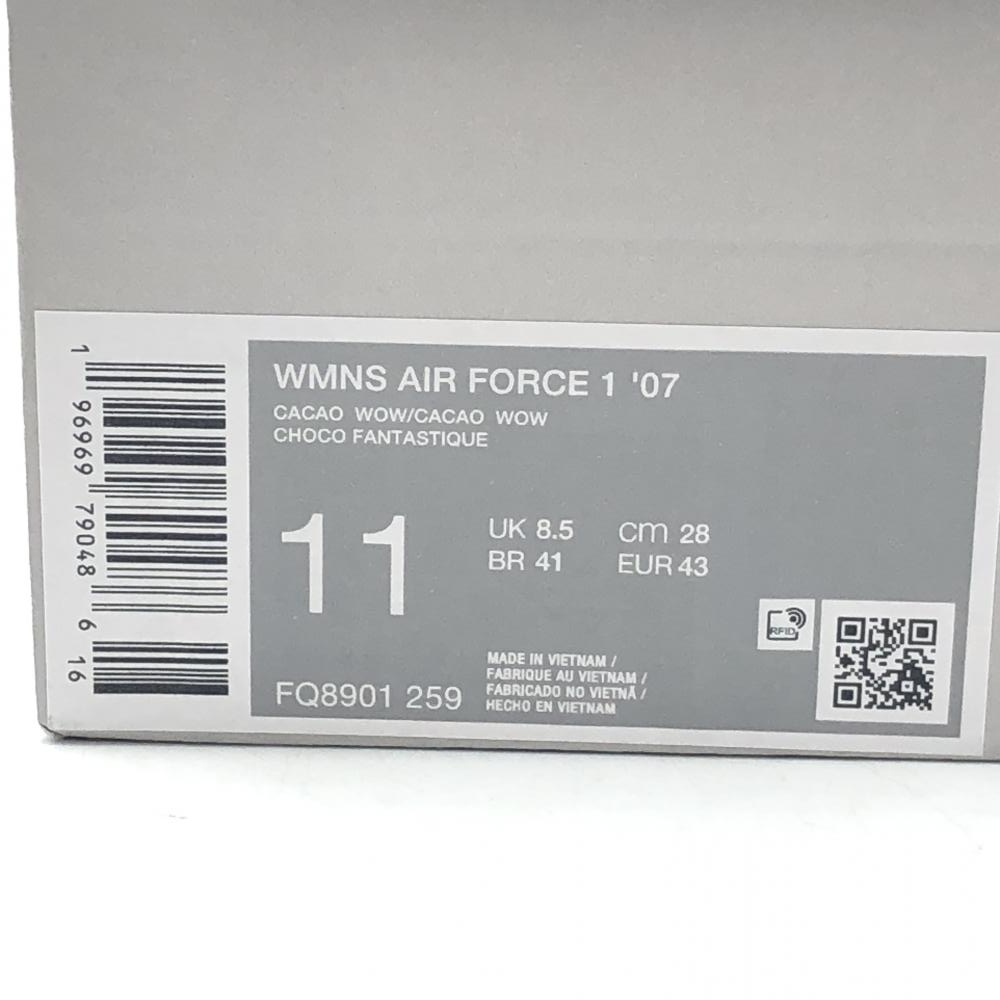 WMNS AIR FORCE 1 '07
CACAO WOW/CACAO WOW
CHOCO FANTASTIQUE
11
UK 8.5 cm 28
BR 41 EUR 43
RFID
FQ8901 259
MADE IN VIETNAM /
FABRIQUE AU VIETNAM /
FABRICADO NO VIETNÃ /
HECHO EN VIETNAM
1 96969 79048 6 16